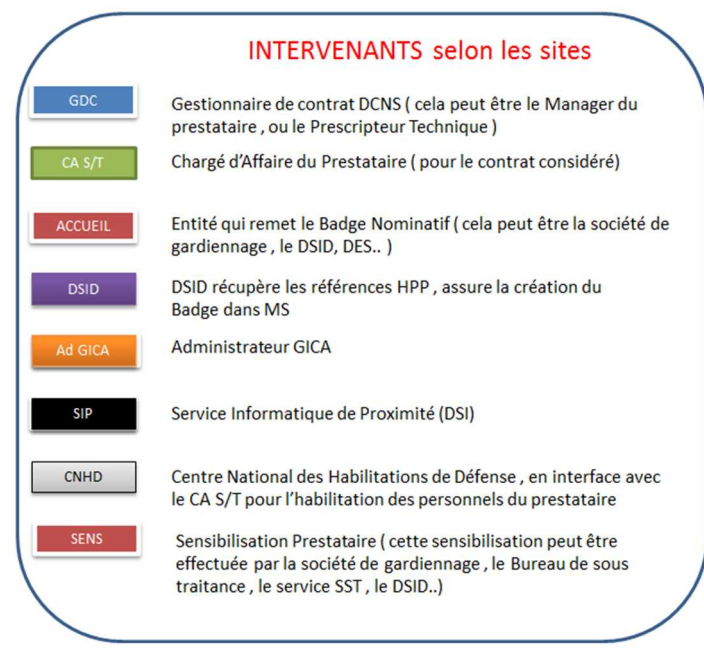 INTERVENANTS selon les sites
GDC
Gestionnaire de contrat DCNS ( cela peut être le Manager du
prestataire , ou le Prescripteur Technique )
CA S/T
Chargé d'Affaire du Prestataire ( pour le contrat considéré)
ACCUEIL
Entité qui remet le Badge Nominatif ( cela peut être la société de
gardiennage , le DSID, DES.. )
DSID
DSID récupère les références HPP , assure la création du
Badge dans MS
Ad GICA
Administrateur GICA
SIP
Service Informatique de Proximité (DSI)
CNHD
Centre National des Habilitations de Défense , en interface avec
le CA S/T pour l'habilitation des personnels du prestataire
SENS
Sensibilisation Prestataire ( cette sensibilisation peut être
effectuée par la société de gardiennage , le Bureau de sous
traitance , le service SST , le DSID..)